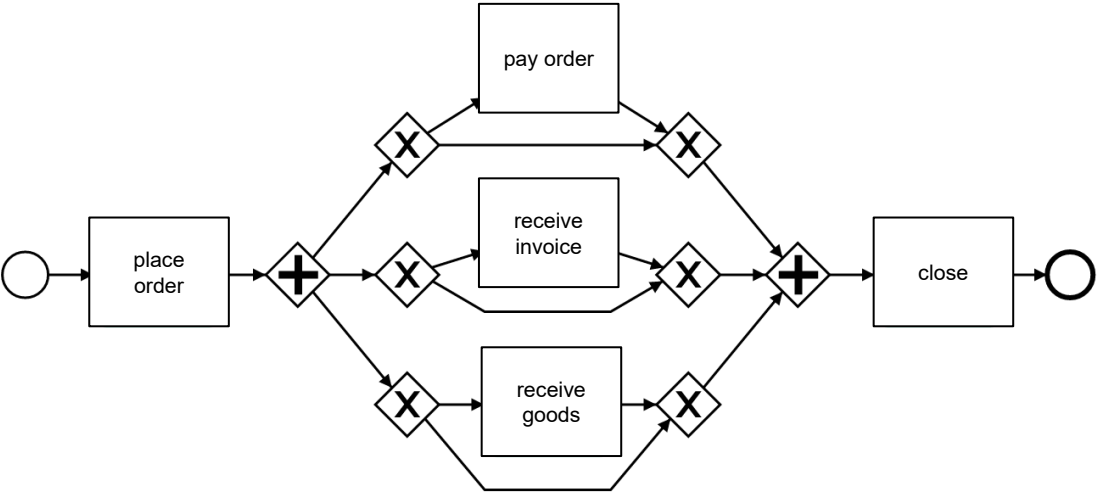 pay order
receive
invoice
place
order
close
receive
goods